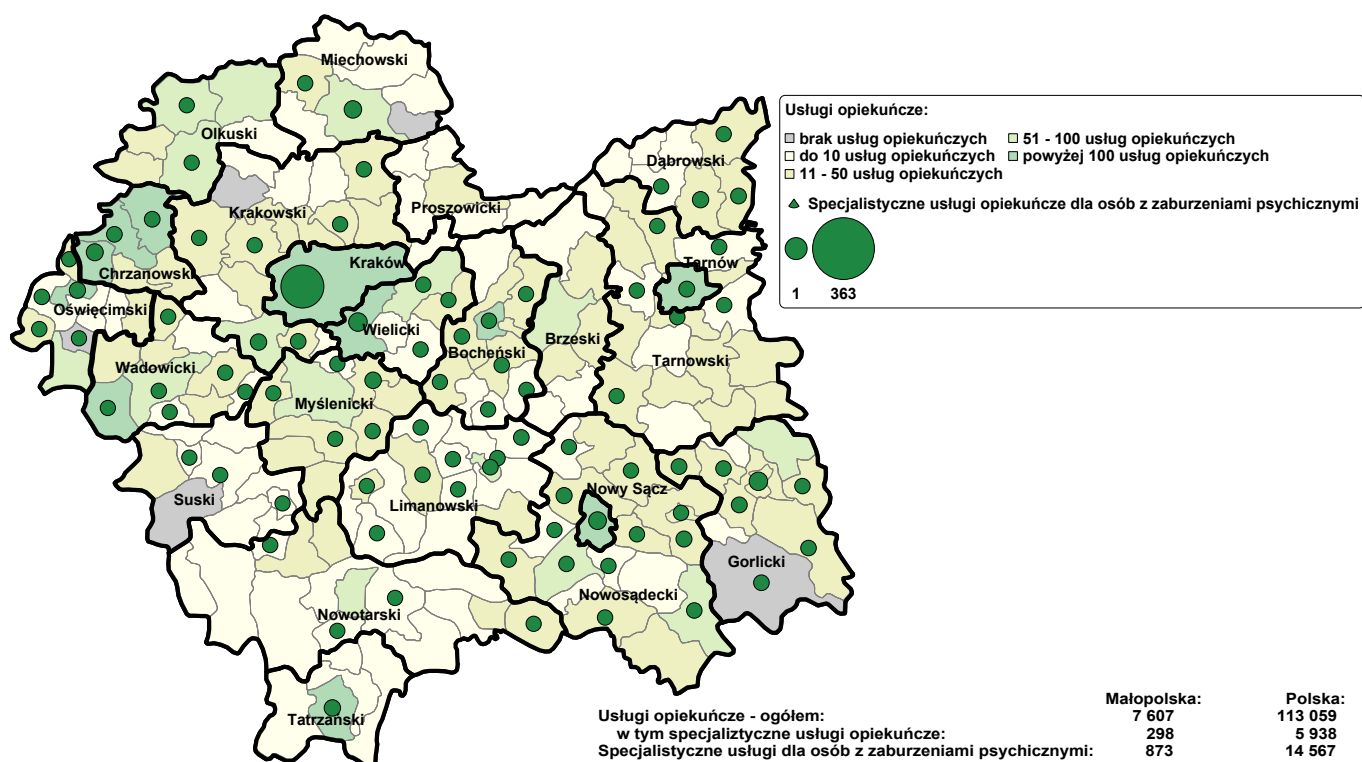 Miechowski
Olkuski
Dąbrowski
Krakowski
Proszowicki
Kraków
Tarnów
Chrzanowski
Oświęcimski
Wielicki
Bocheński
Brzeski
Tarnowski
Wadowicki
Myślenicki
Suski
Limanowski
Nowy Sącz
Gorlicki
Nowosądecki
Nowotarski
Tatrzański
Usługi opiekuńcze:
brak usług opiekuńczych
51 - 100 usług opiekuńczych
do 10 usług opiekuńczych
powyżej 100 usług opiekuńczych
11 - 50 usług opiekuńczych
Specjalistyczne usługi opiekuńcze dla osób z zaburzeniami psychicznymi
1 363
Małopolska: Polska:
Usługi opiekuńcze - ogółem: 7 607 113 059
w tym specjaliztyczne usługi opiekuńcze: 298 5 938
Specjalistyczne usługi dla osób z zaburzeniami psychicznymi: 873 14 567